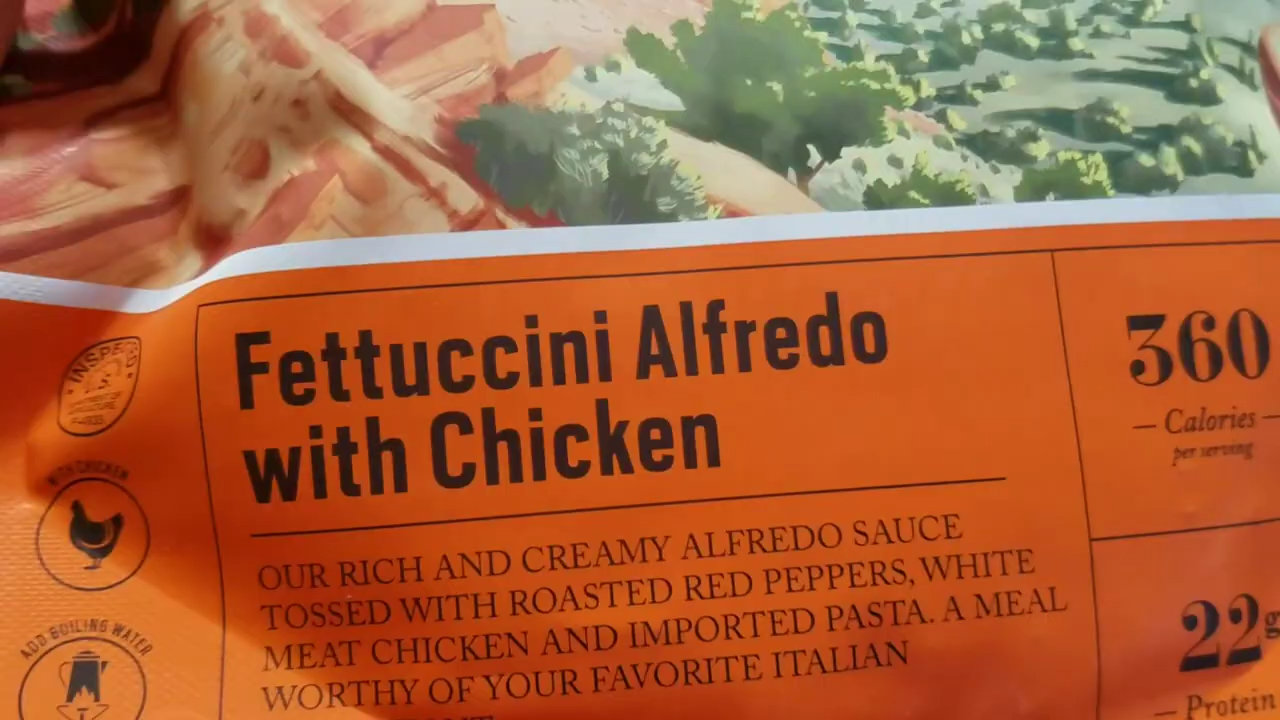 Fettuccini Alfredo
with Chicken
OUR RICH AND CREAMY ALFREDO SAUCE
TOSSED WITH ROASTED RED PEPPERS, WHITE
MEAT CHICKEN AND IMPORTED PASTA. A MEAL
WORTHY OF YOUR FAVORITE ITALIAN
360
Calories
per serving
22g
Protein
WITH CHICKEN
ADD BOILING WATER